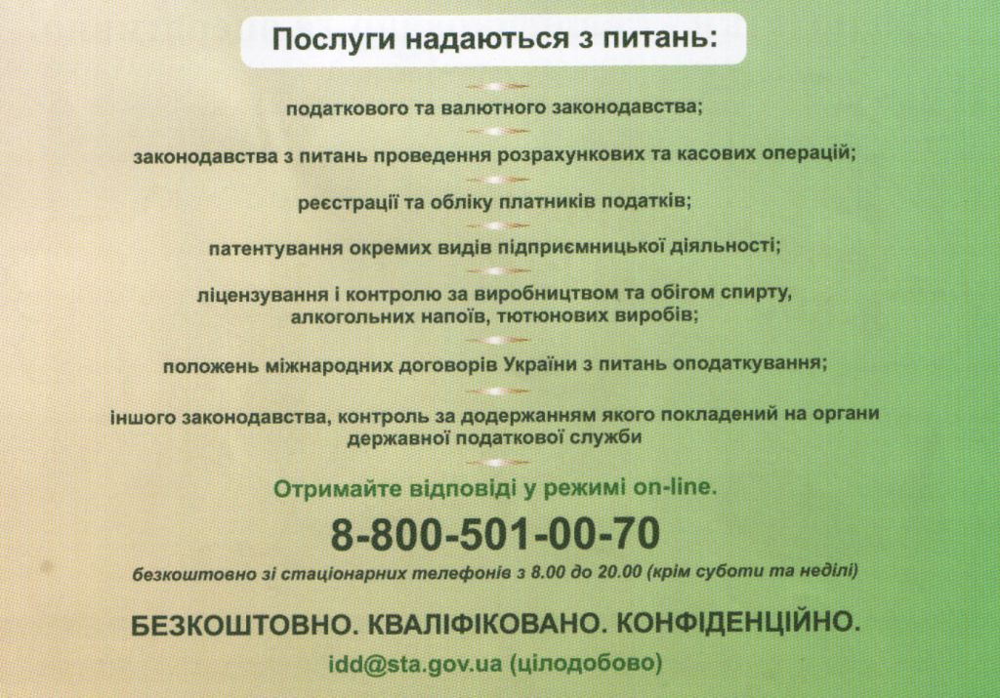 Послуги надаються з питань:
податкового та валютного законодавства;
законодавства з питань проведення розрахункових та касових операцій;
реєстрації та обліку платників податків;
патентування окремих видів підприємницької діяльності;
ліцензування і контролю за виробництвом та обігом спирту,
алкогольних напоїв, тютюнових виробів;
положень міжнародних договорів України з питань оподаткування;
іншого законодавства, контроль за додержанням якого покладений на органи
державної податкової служби
Отримайте відповіді у режимі on-line.
8-800-501-00-70
безкоштовно зі стаціонарних телефонів з 8.00 до 20.00 (крім суботи та неділі)
БЕЗКОШТОВНО. КВАЛІФІКОВАНО. КОНФІДЕНЦІЙНО.
idd@sta.gov.ua (цілодобово)